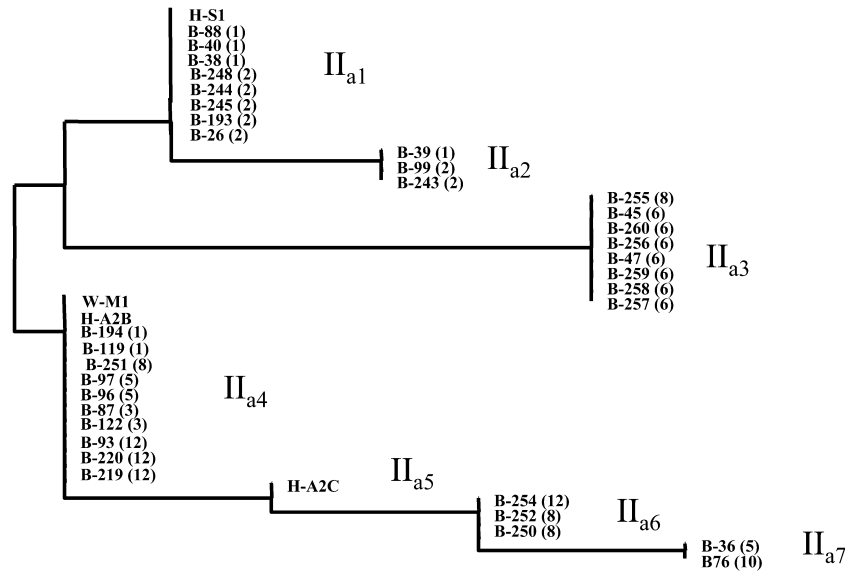 H-S1
B-88 (1)
B-40 (1)
B-38 (1)
B-248 (2)
B-244 (2)
B-245 (2)
B-193 (2)
B-26 (2)
IIa1
B-39 (1)
B-99 (2)
B-243 (2)
IIa2
B-255 (8)
B-45 (6)
B-260 (6)
B-256 (6)
B-47 (6)
B-259 (6)
B-258 (6)
B-257 (6)
IIa3
W-M1
H-A2B
B-194 (1)
B-119 (1)
B-251 (8)
B-97 (5)
B-96 (5)
B-87 (3)
B-122 (3)
B-93 (12)
B-220 (12)
B-219 (12)
IIa4
H-A2C
IIa5
B-254 (12)
B-252 (8)
B-250 (8)
IIa6
B-36 (5)
B76 (10)
IIa7